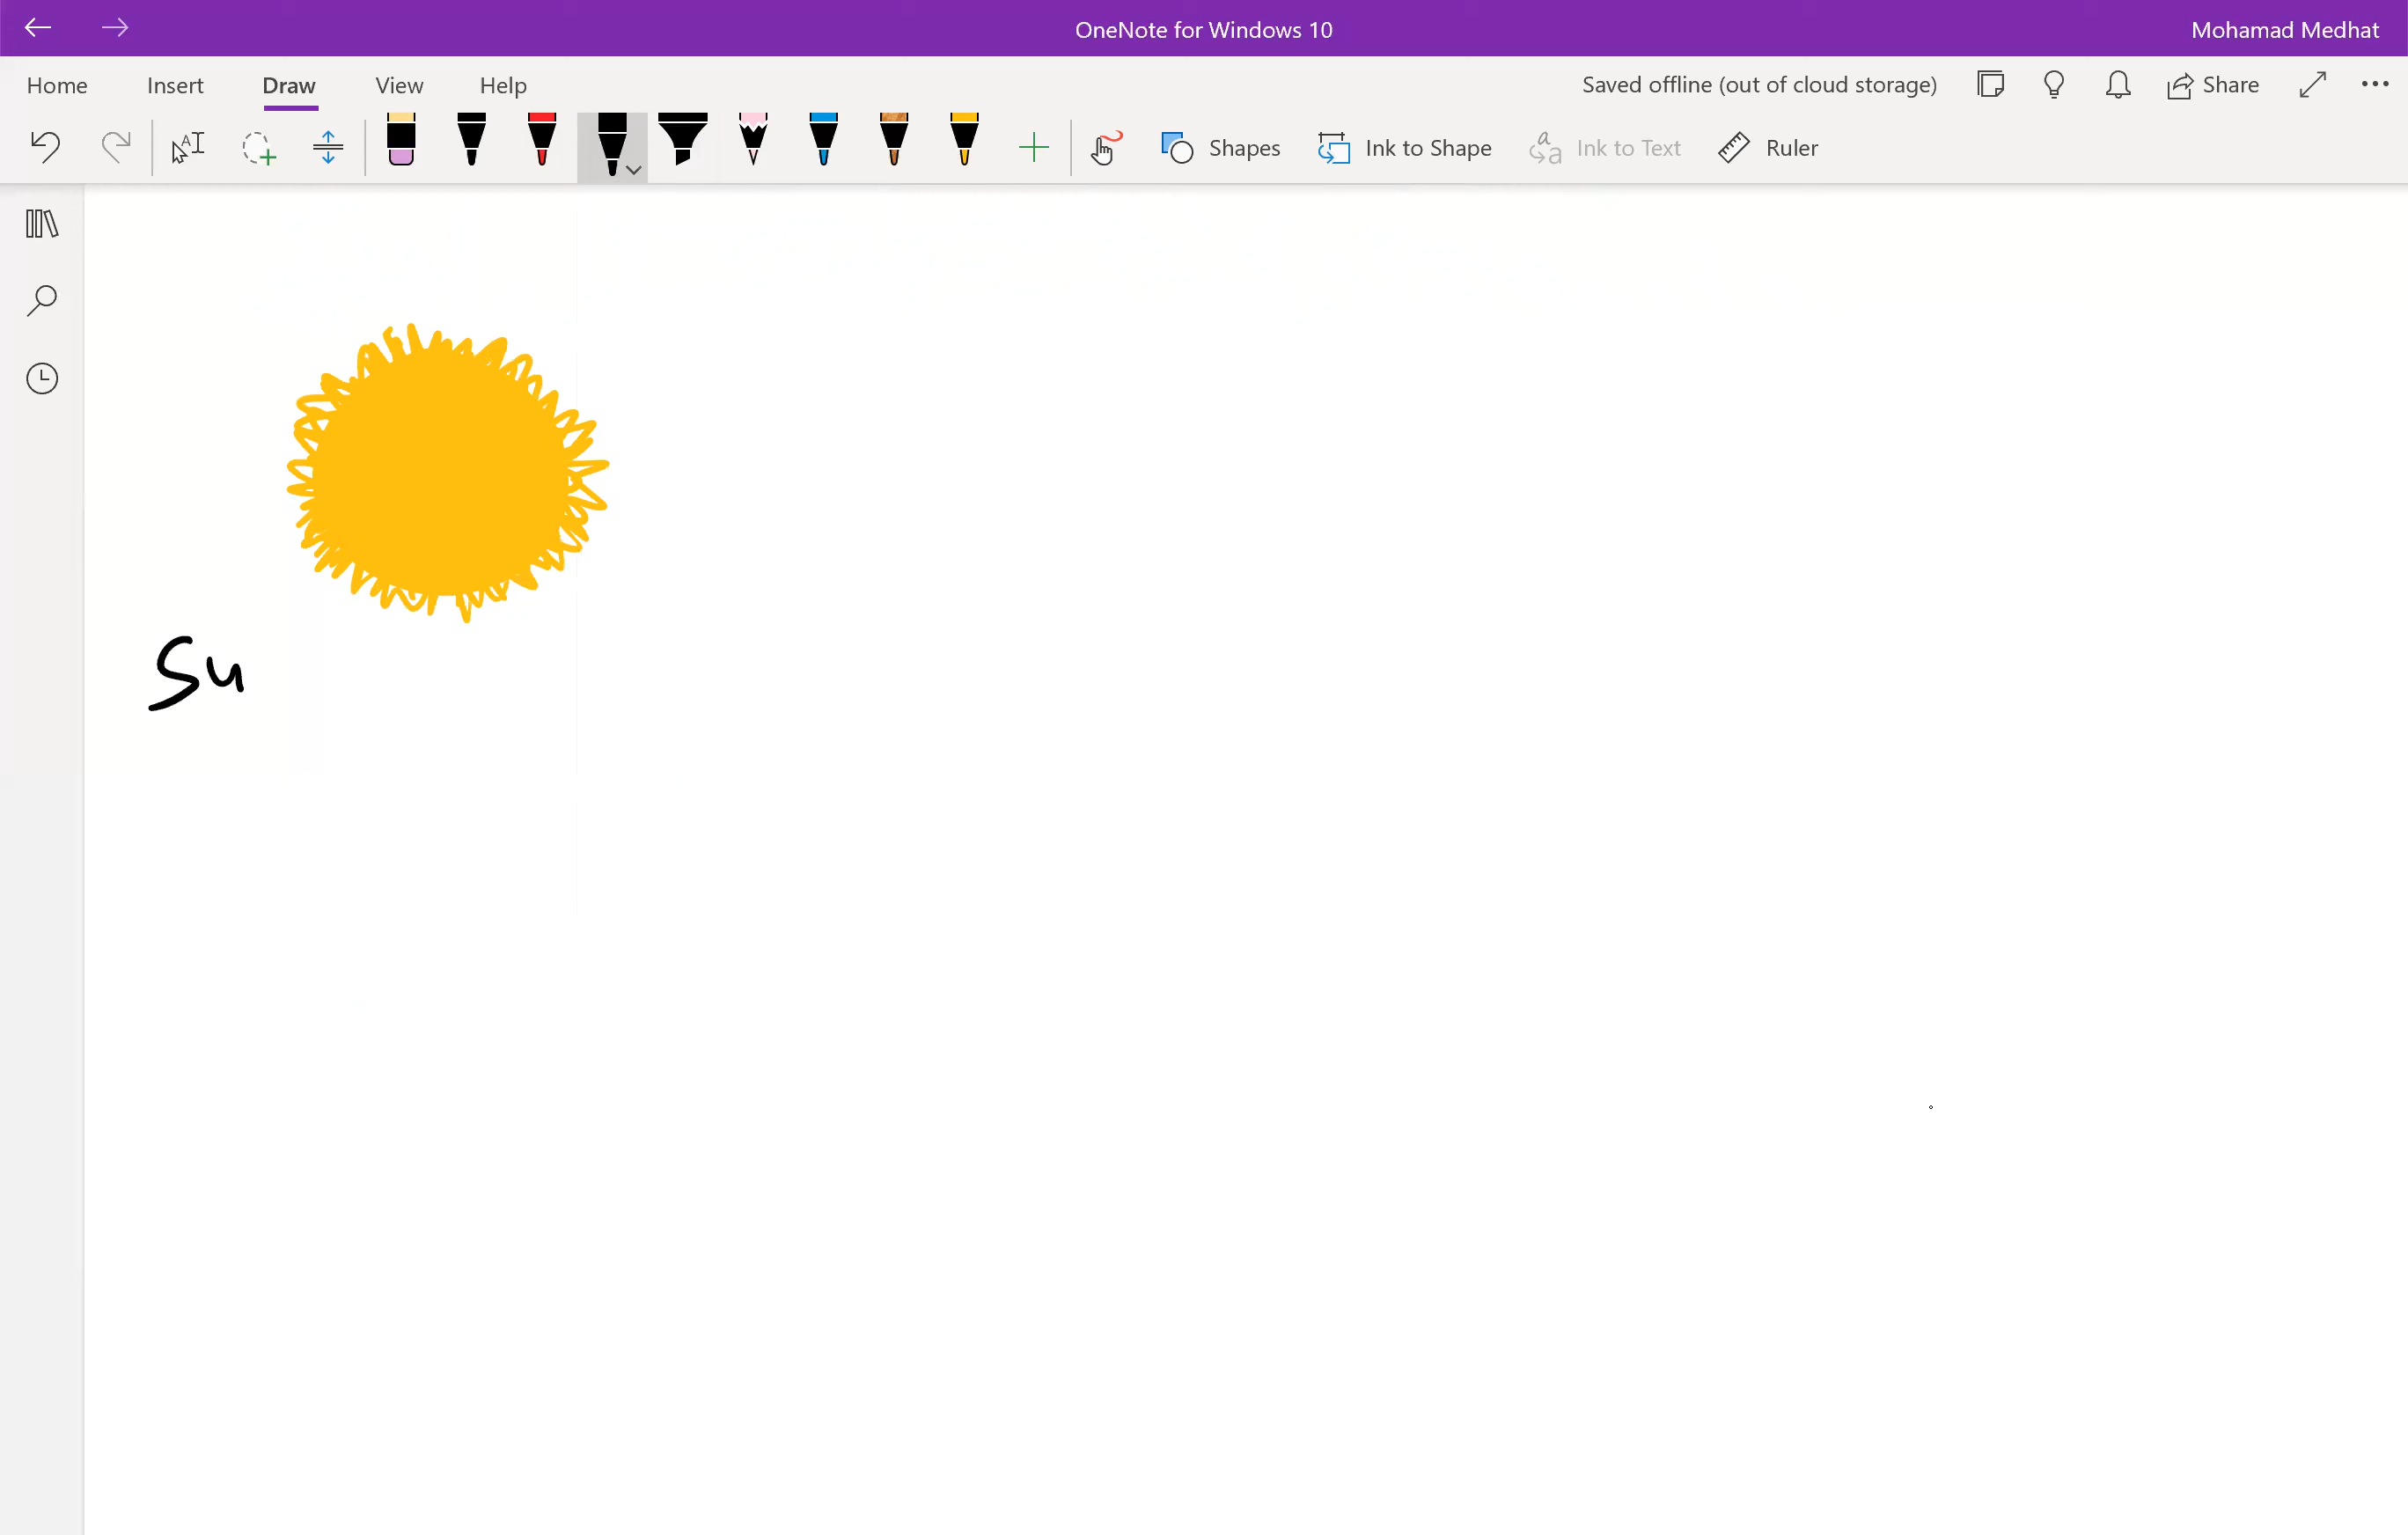 OneNote for Windows 10
Mohamad Medhat
Home Insert Draw View Help
Saved offline (out of cloud storage) Share
Shapes Ink to Shape Ink to Text Ruler
Su